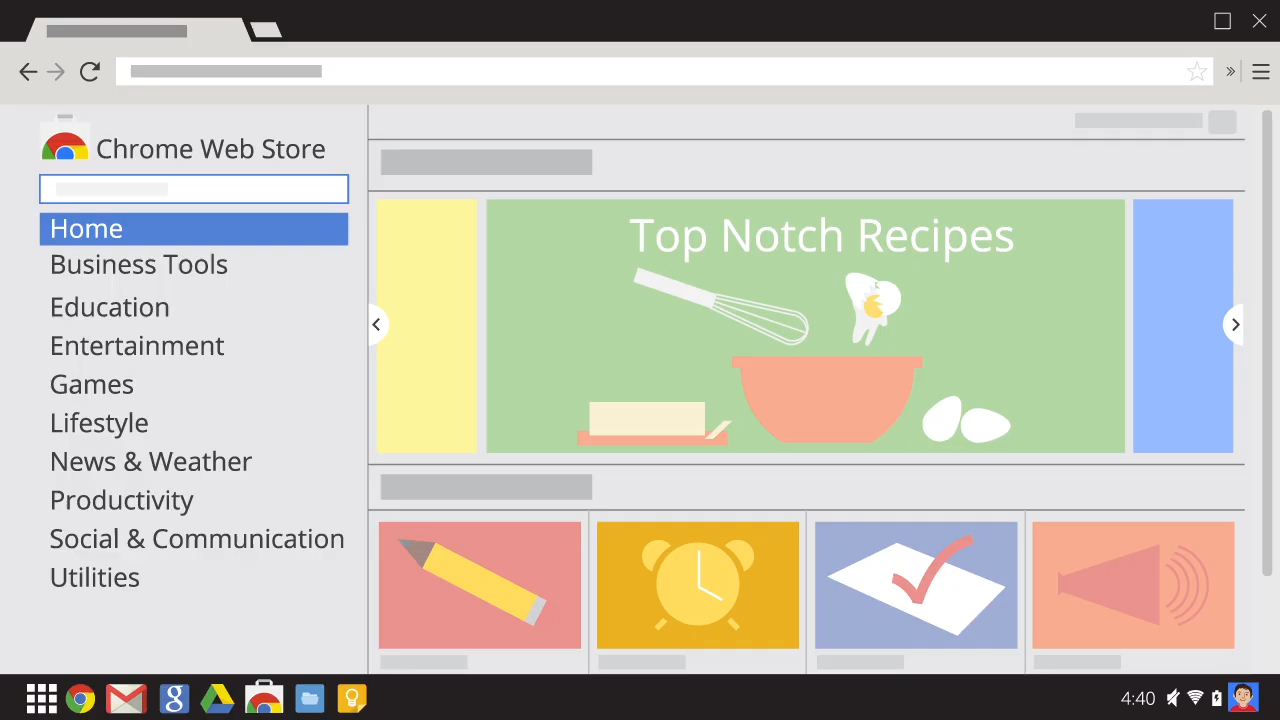 Chrome Web Store
Home
Business Tools
Education
Entertainment
Games
Lifestyle
News & Weather
Productivity
Social & Communication
Utilities
Top Notch Recipes
g
4:40